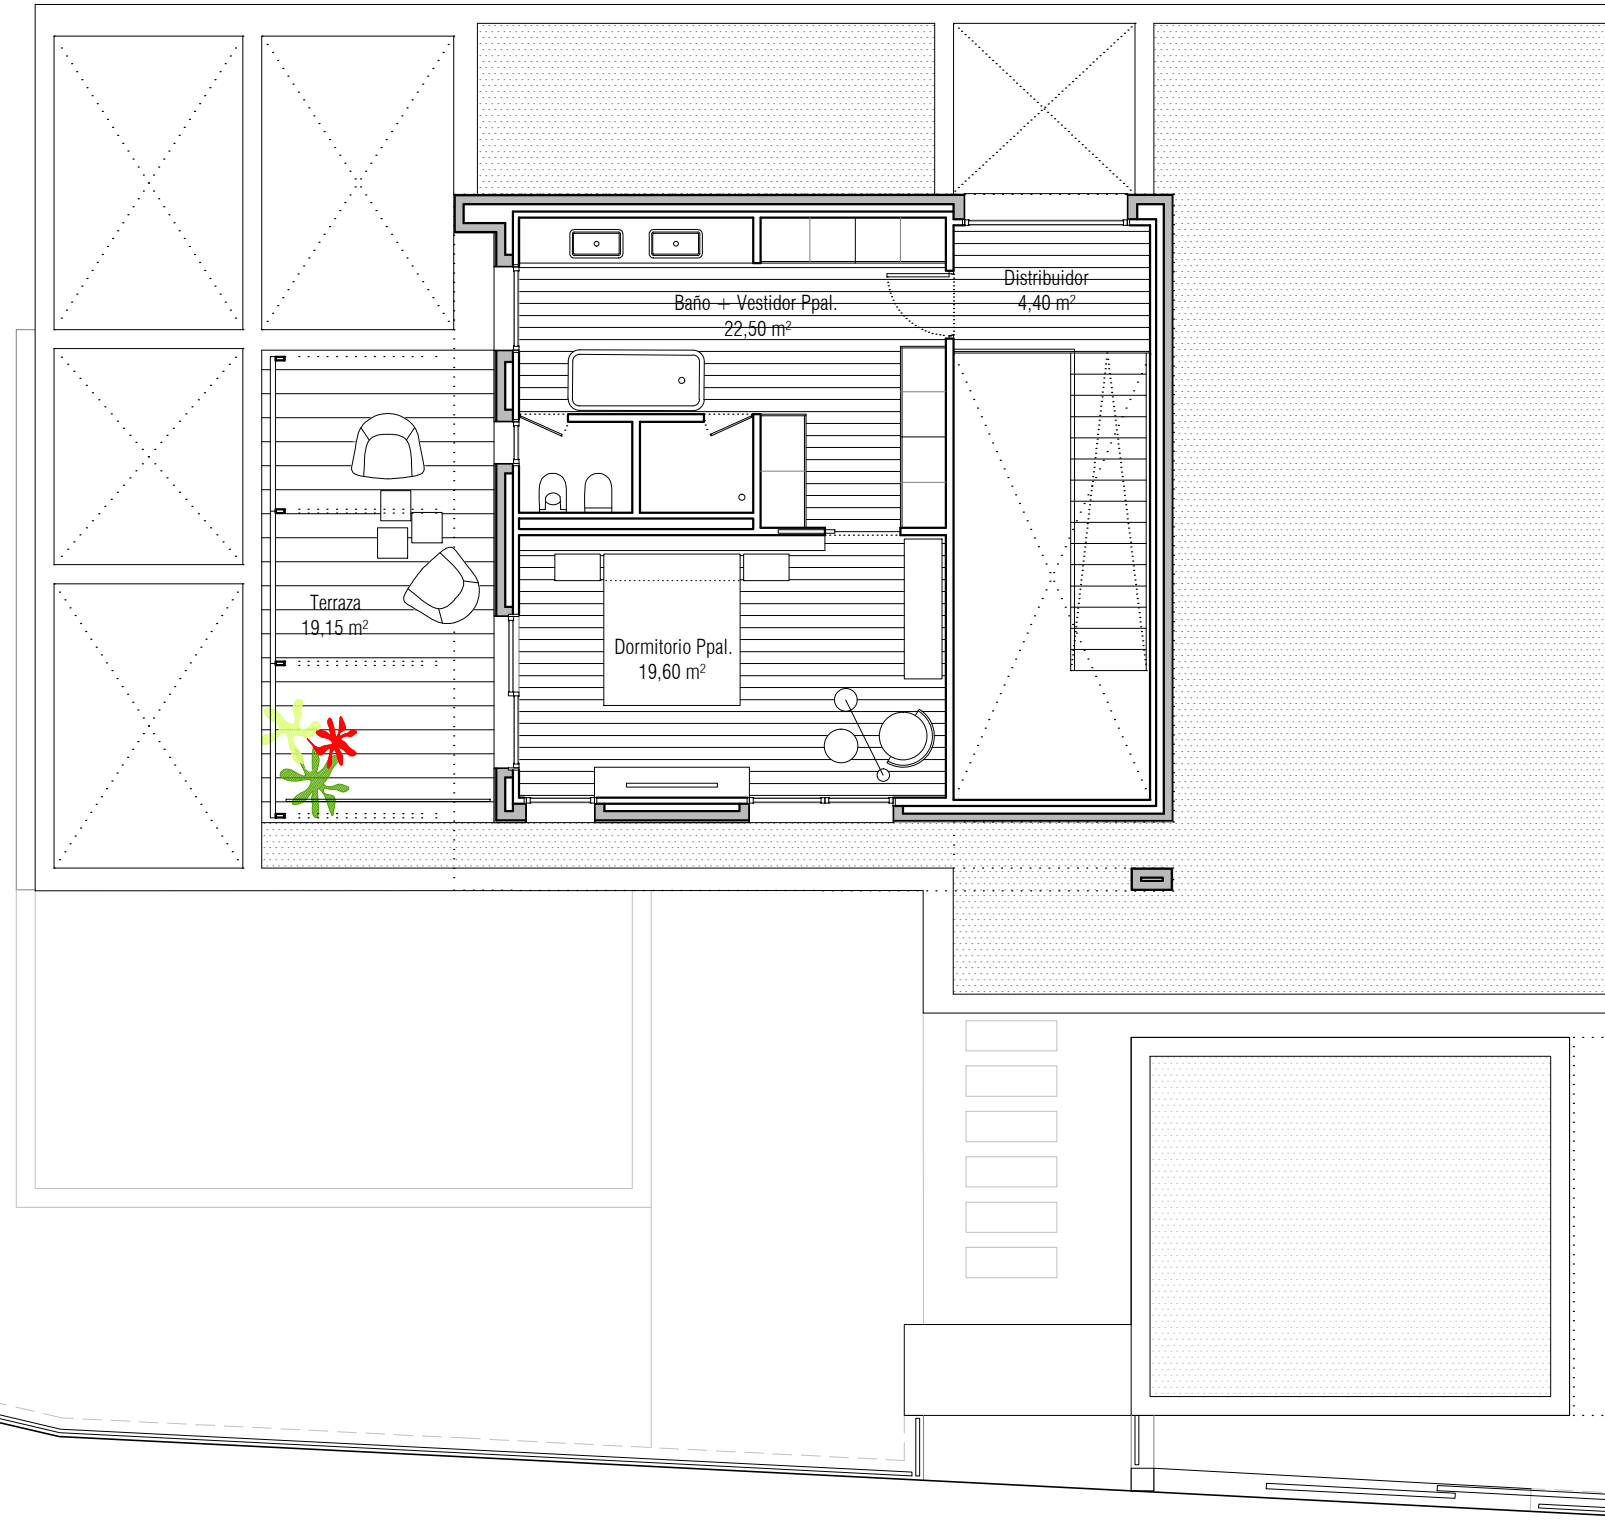 Distribuidor
4,40 m²
Baño + Vestidor Ppal.
22,50 m²
Terraza
19,15 m²
Dormitorio Ppal.
19,60 m²